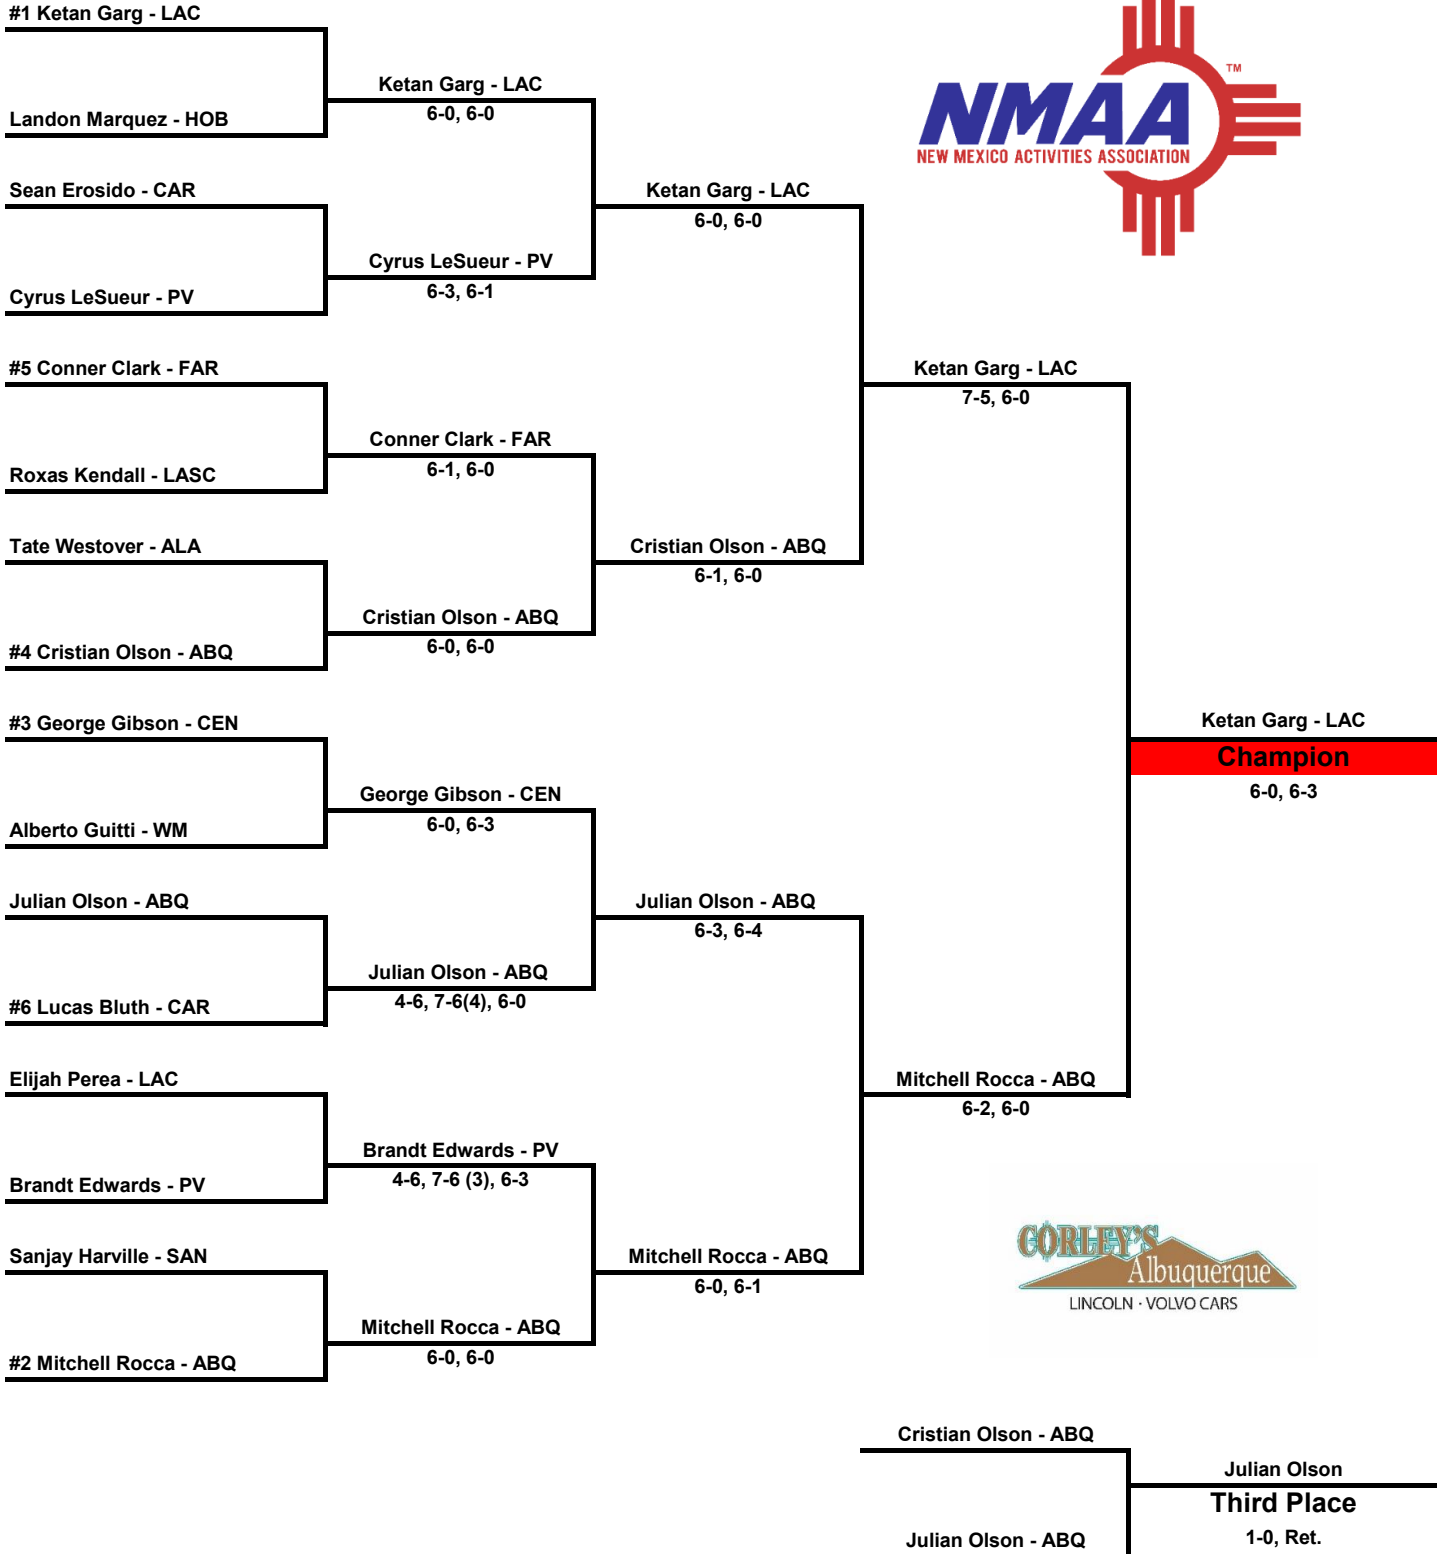 #1 Ketan Garg - LAC
Ketan Garg - LAC
6-0, 6-0
Landon Marquez - HOB
TM
NMAA
NEW MEXICO ACTIVITIES ASSOCIATION
Sean Erosido - CAR
Ketan Garg - LAC
6-0, 6-0
Cyrus LeSueur - PV
6-3, 6-1
Cyrus LeSueur - PV
#5 Conner Clark - FAR
Ketan Garg - LAC
7-5, 6-0
Conner Clark - FAR
6-1, 6-0
Roxas Kendall - LASC
Tate Westover - ALA
Cristian Olson - ABQ
6-1, 6-0
Cristian Olson - ABQ
6-0, 6-0
#4 Cristian Olson - ABQ
#3 George Gibson - CEN
Ketan Garg - LAC
Champion
6-0, 6-3
George Gibson - CEN
6-0, 6-3
Alberto Guitti - WM
Julian Olson - ABQ
Julian Olson - ABQ
6-3, 6-4
Julian Olson - ABQ
4-6, 7-6(4), 6-0
#6 Lucas Bluth - CAR
Elijah Perea - LAC
Mitchell Rocca - ABQ
6-2, 6-0
Brandt Edwards - PV
4-6, 7-6 (3), 6-3
Brandt Edwards - PV
Sanjay Harville - SAN
Mitchell Rocca - ABQ
6-0, 6-1
CORLEY'S
Albuquerque
LINCOLN · VOLVO CARS
Mitchell Rocca - ABQ
6-0, 6-0
#2 Mitchell Rocca - ABQ
Cristian Olson - ABQ
Julian Olson
Third Place
1-0, Ret.
Julian Olson - ABQ